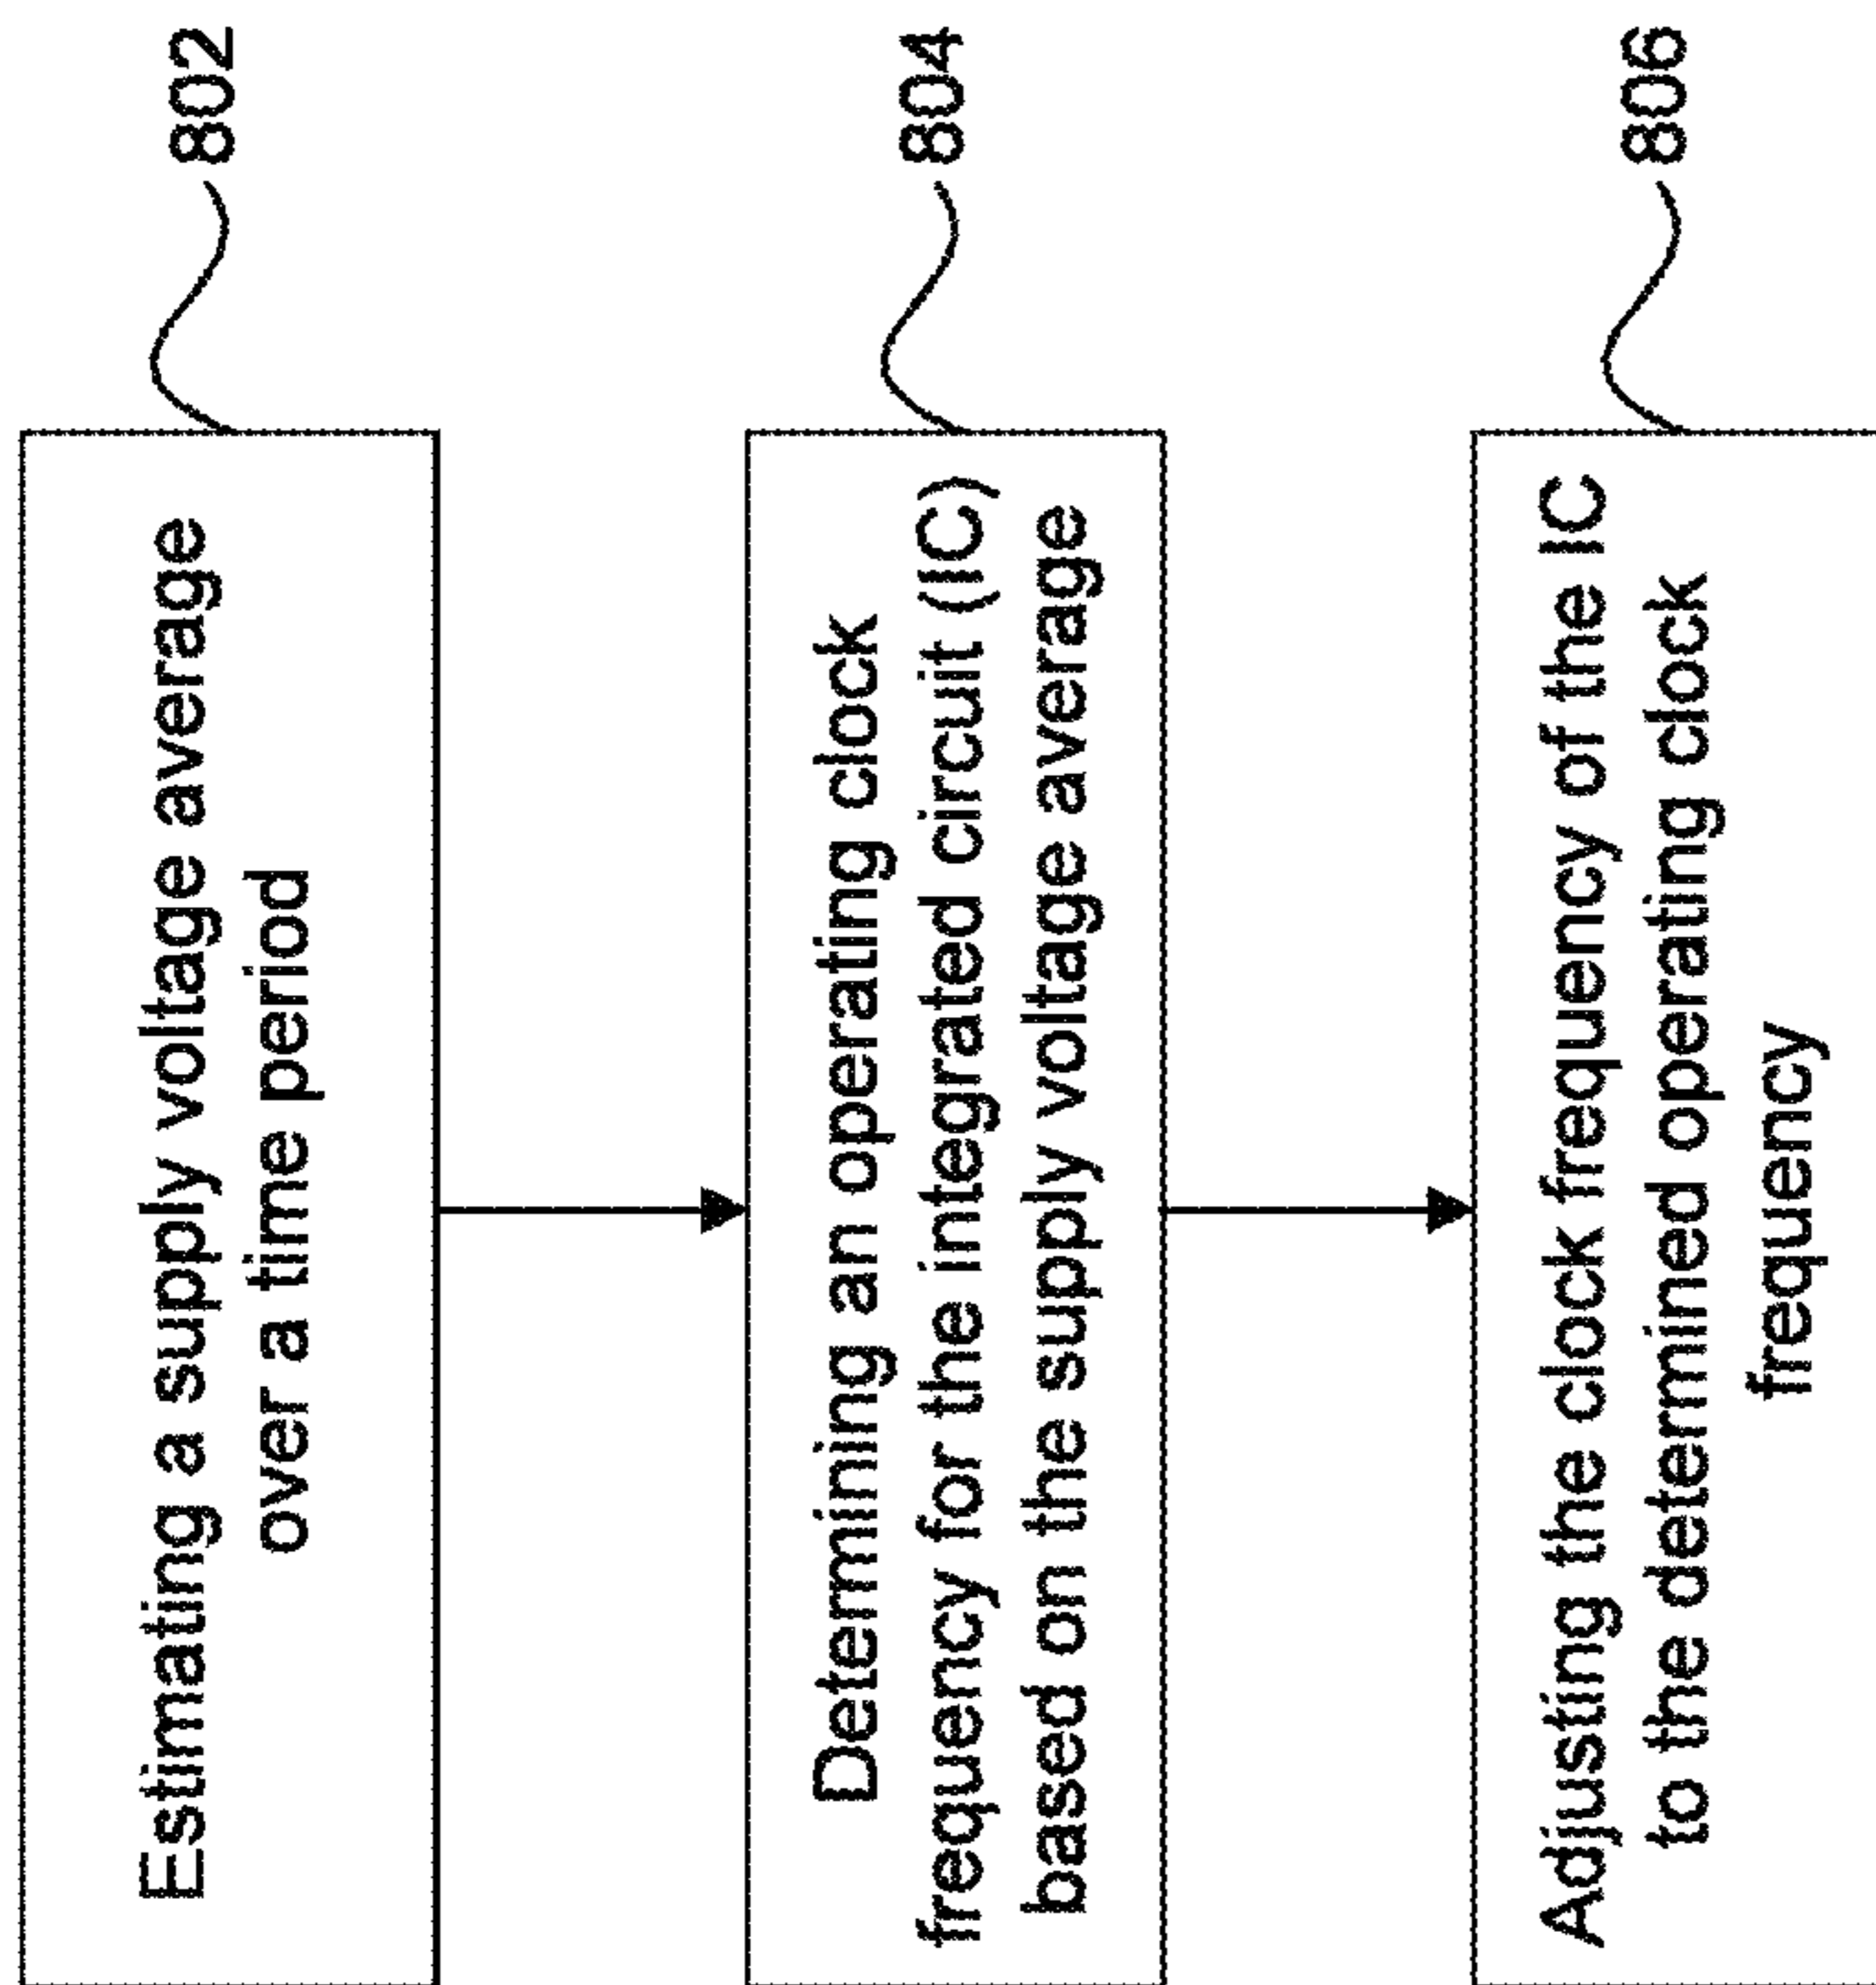 Estimating a supply voltage average
over a time period
802
Determining an operating clock
frequency for the integrated circuit (IC)
based on the supply voltage average
804
Adjusting the clock frequency of the IC
to the determined operating clock
frequency
806